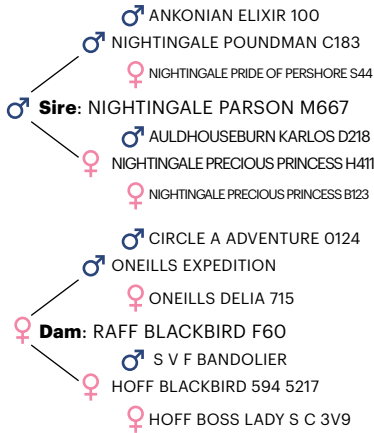 ANKONIAN ELIXIR 100
NIGHTINGALE POUNDMAN C183
NIGHTINGALE PRIDE OF PERSHORE S44
Sire: NIGHTINGALE PARSON M667
AULDHOUSEBURN KARLOS D218
NIGHTINGALE PRECIOUS PRINCESS H411
NIGHTINGALE PRECIOUS PRINCESS B123
CIRCLE A ADVENTURE 0124
ONEILLS EXPEDITION
ONEILLS DELIA 715
Dam: RAFF BLACKBIRD F60
S V F BANDOLIER
HOFF BLACKBIRD 594 5217
HOFF BOSS LADY S C 3V9